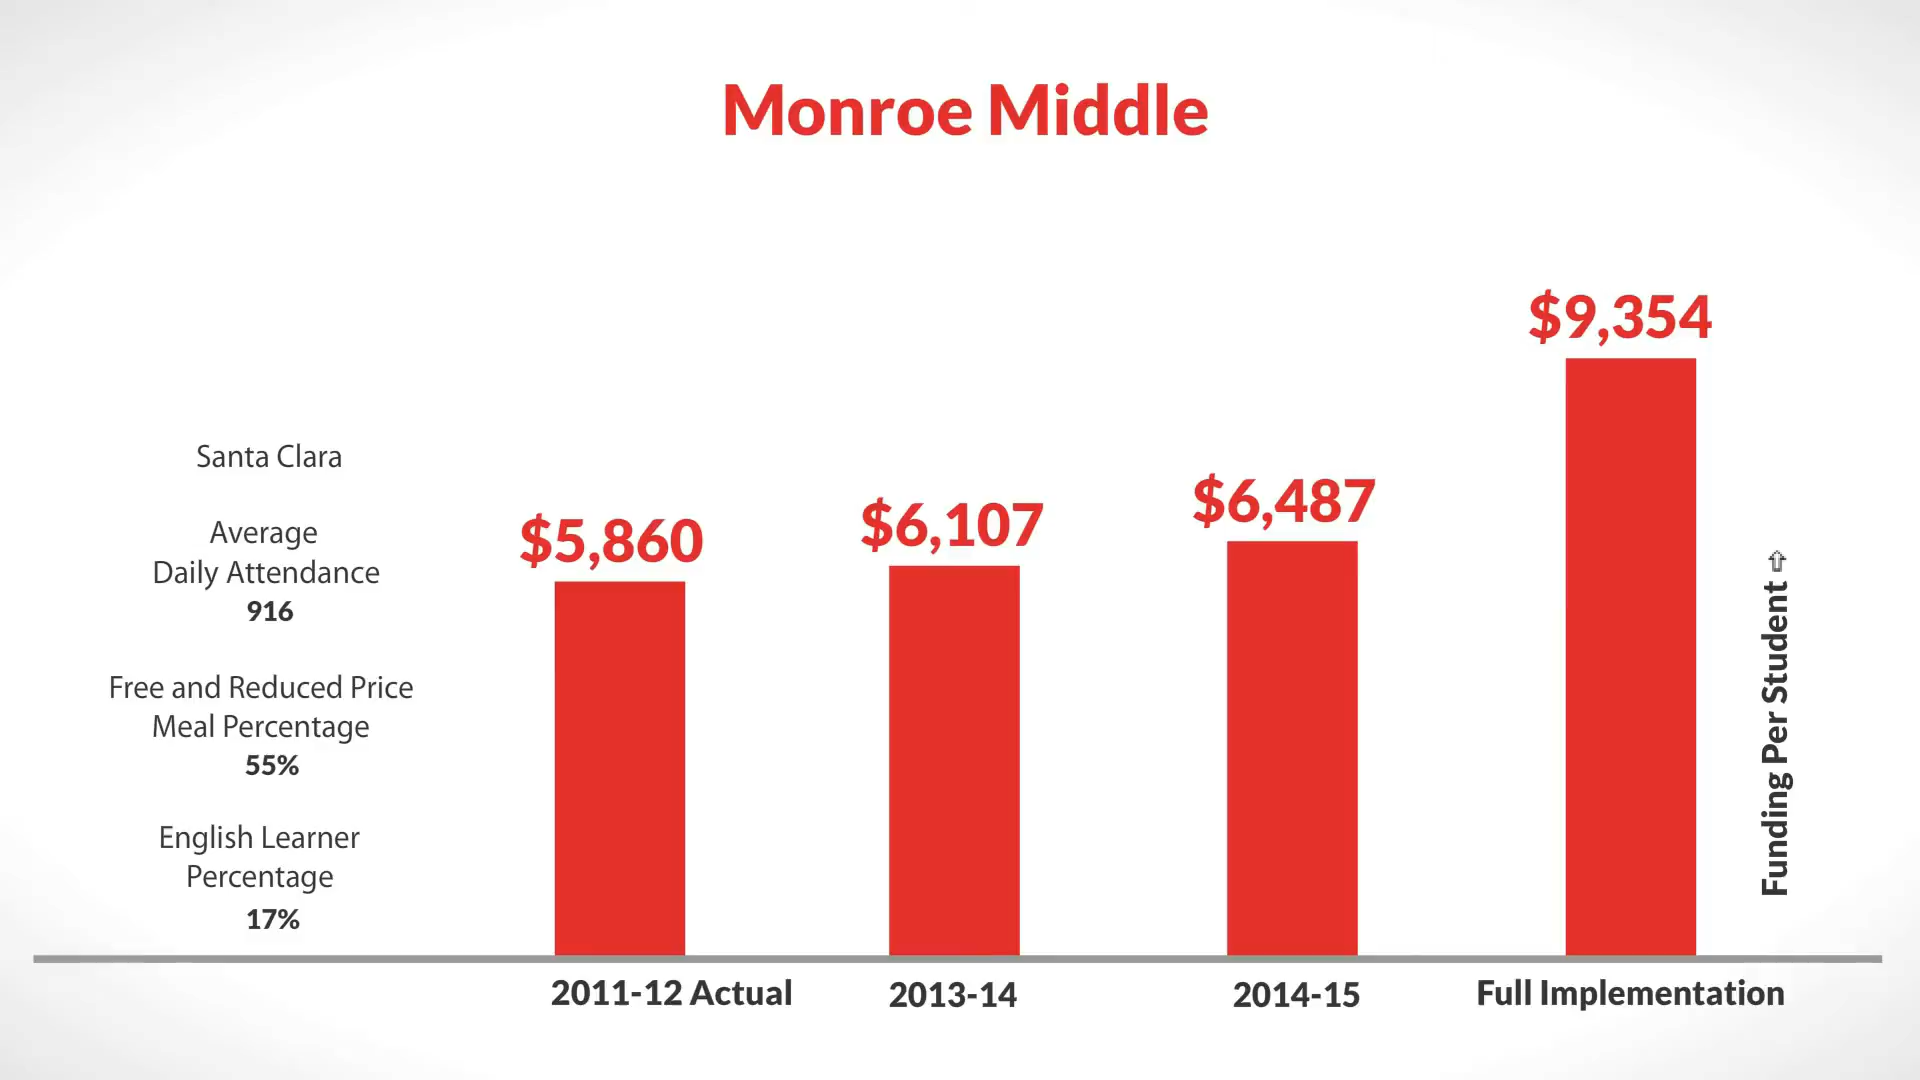 Monroe Middle
Santa Clara
Average
Daily Attendance
916
Free and Reduced Price
Meal Percentage
55%
English Learner
Percentage
17%
$5,860
$6,107
$6,487
$9,354
2011-12 Actual
2013-14
2014-15
Full Implementation
Funding Per Student ⇧